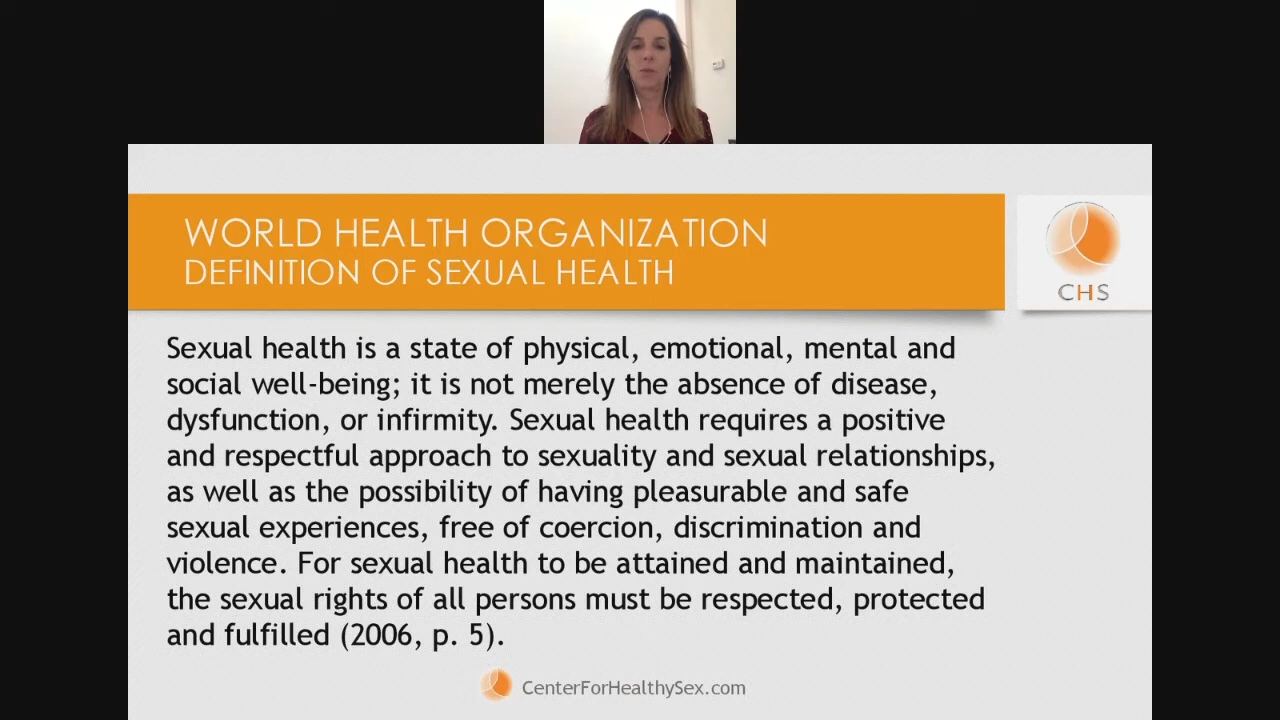 WORLD HEALTH ORGANIZATION
DEFINITION OF SEXUAL HEALTH
CHS
Sexual health is a state of physical, emotional, mental and
social well-being; it is not merely the absence of disease,
dysfunction, or infirmity. Sexual health requires a positive
and respectful approach to sexuality and sexual relationships,
as well as the possibility of having pleasurable and safe
sexual experiences, free of coercion, discrimination and
violence. For sexual health to be attained and maintained,
the sexual rights of all persons must be respected, protected
and fulfilled (2006, p. 5).
CenterForHealthySex.com